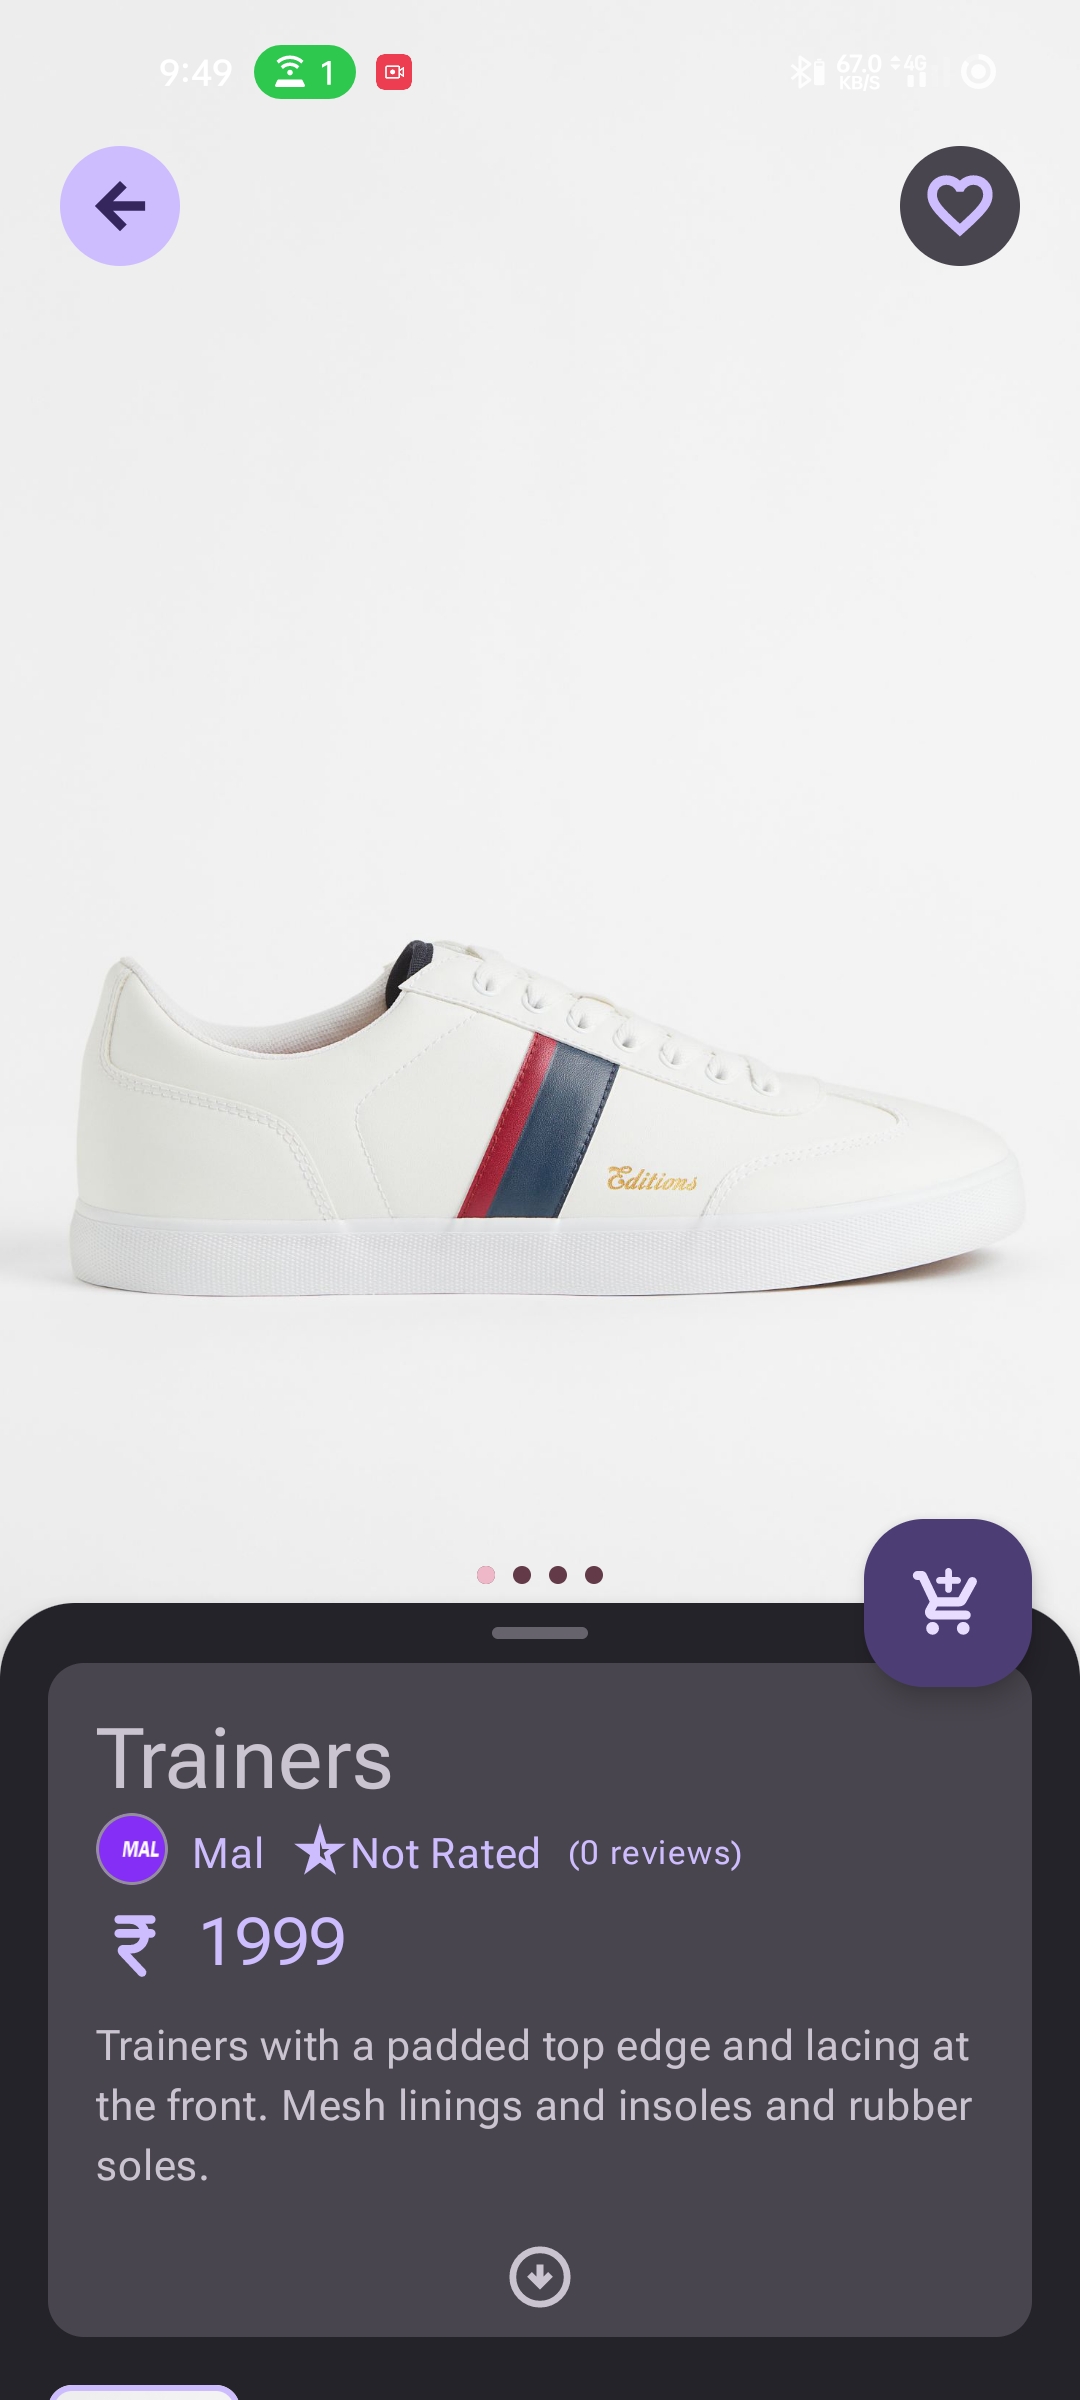 9:49 1 67.0 KB/S 4G
Editions
Trainers
MAL Mal Not Rated (0 reviews)
₹ 1999
Trainers with a padded top edge and lacing at
the front. Mesh linings and insoles and rubber
soles.